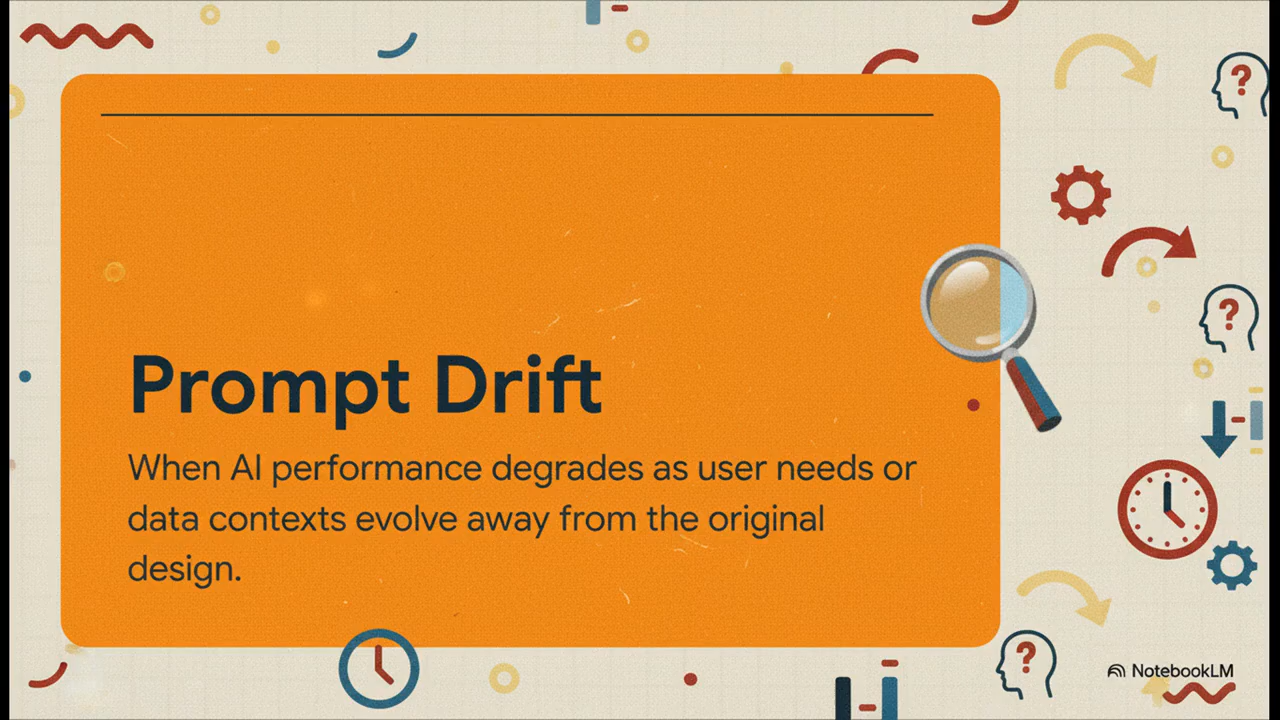 Prompt Drift
When AI performance degrades as user needs or
data contexts evolve away from the original
design.
NotebookLM